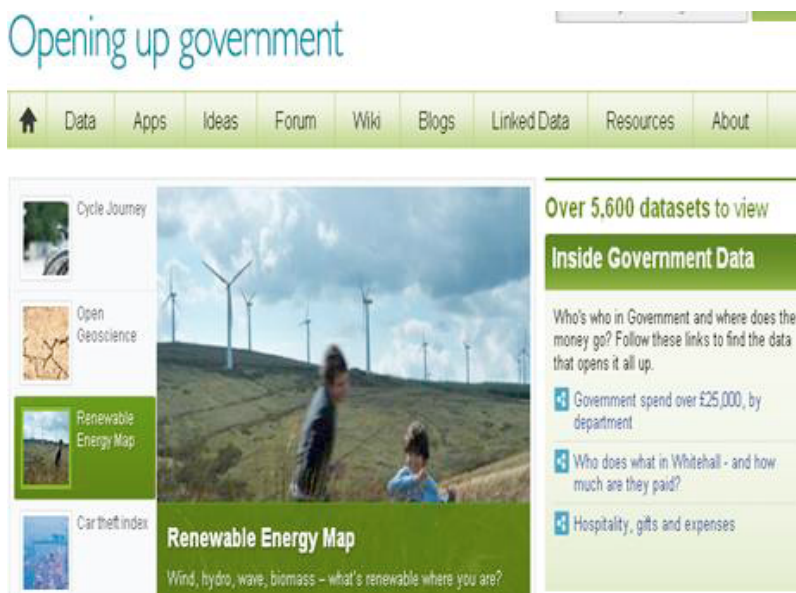 Opening up government
Data Apps Ideas Forum Wiki Blogs Linked Data Resources About
Cycle Journey
Open
Geoscience
Renewable
Energy Map
Car theft index
Renewable Energy Map
Wind, hydro, wave, biomass – what's renewable where you are?
Over 5,600 datasets to view
Inside Government Data
Who's who in Government and where does the
money go? Follow these links to find the data
that opens it all up.
Government spend over £25,000, by
department
Who does what in Whitehall - and how
much are they paid?
Hospitality, gifts and expenses